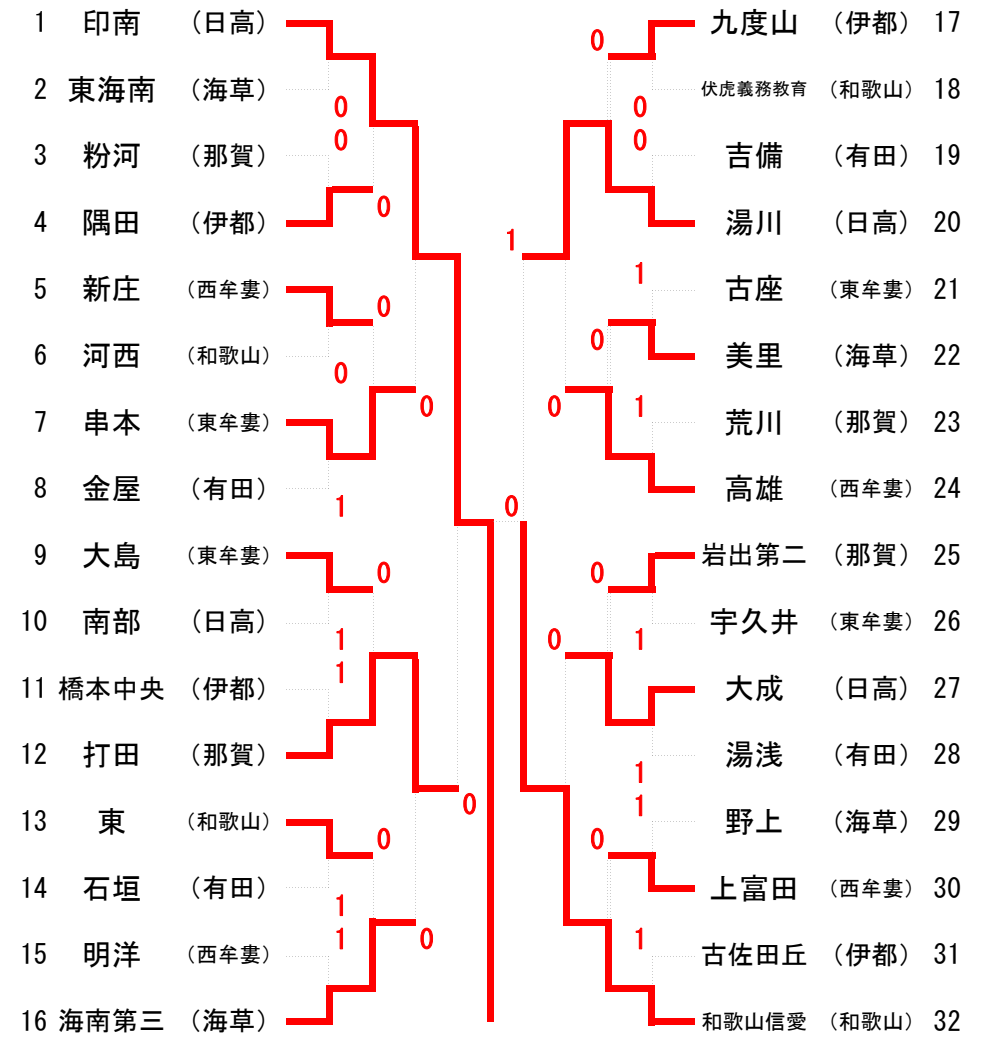 1 印南 (日高)
2 東海南 (海草)
3 粉河 (那賀)
4 隅田 (伊都)
5 新庄 (西牟婁)
6 河西 (和歌山)
7 串本 (東牟婁)
8 金屋 (有田)
9 大島 (東牟婁)
10 南部 (日高)
11 橋本中央 (伊都)
12 打田 (那賀)
13 東 (和歌山)
14 石垣 (有田)
15 明洋 (西牟婁)
16 海南第三 (海草)
0
0
0
0
0
1
0
0
1
1
0
0
1
1
0
0
1
0
0
0
0
1
0
0
1
0
1
0
1
1
0
1
九度山 (伊都) 17
伏虎義務教育 (和歌山) 18
吉備 (有田) 19
湯川 (日高) 20
古座 (東牟婁) 21
美里 (海草) 22
荒川 (那賀) 23
高雄 (西牟婁) 24
岩出第二 (那賀) 25
宇久井 (東牟婁) 26
大成 (日高) 27
湯浅 (有田) 28
野上 (海草) 29
上富田 (西牟婁) 30
古佐田丘 (伊都) 31
和歌山信愛 (和歌山) 32